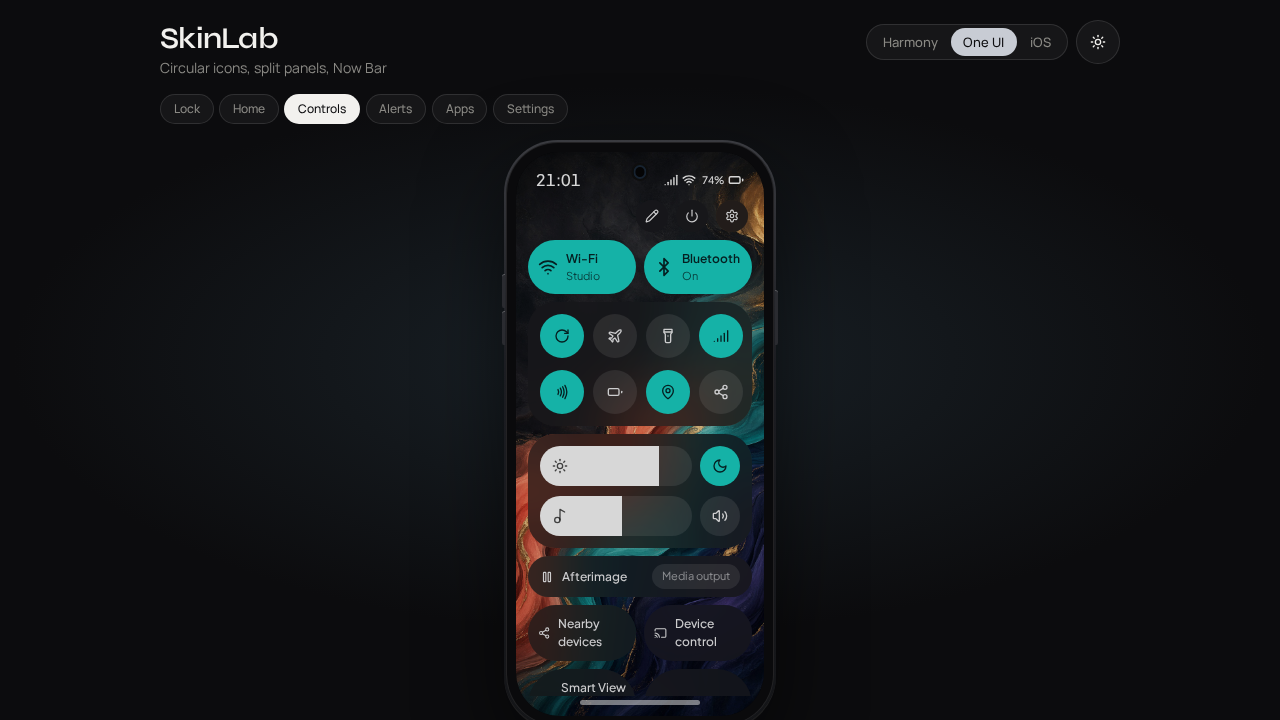 SkinLab
Circular icons, split panels, Now Bar
Harmony One UI iOS
Lock Home Controls Alerts Apps Settings
21:01 74%
Wi-Fi
Studio
Bluetooth
On
Afterimage Media output
Nearby
devices
Device
control
Smart View